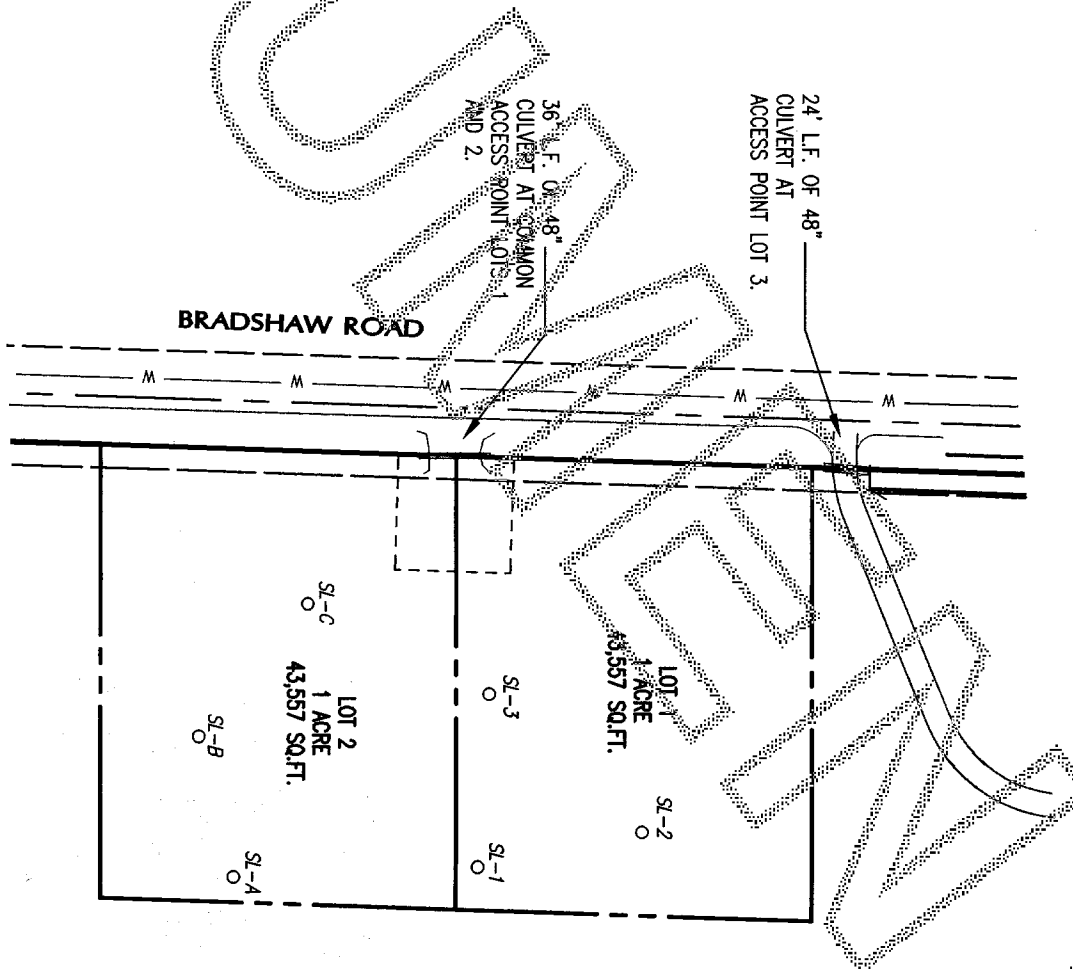 24' L.F. OF 48"
CULVERT AT
ACCESS POINT LOT 3.
36' L.F. OF 48"
CULVERT AT COMMON
ACCESS POINT LOTS 1
AND 2.
BRADSHAW ROAD
W W W W W W
SL-C
LOT 2
1 ACRE
43,557 SQ.FT.
SL-B
SL-A
SL-3
LOT 1
1 ACRE
43,557 SQ.FT.
SL-2
SL-1